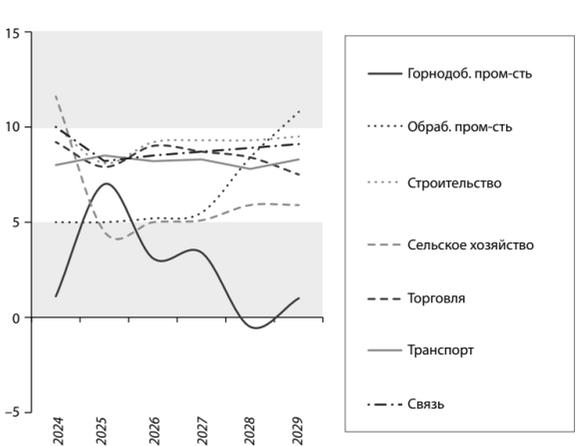 15
10
5
0
–5
2024
2025
2026
2027
2028
2029
Горнодоб. пром-сть
Обраб. пром-сть
Строительство
Сельское хозяйство
Торговля
Транспорт
Связь